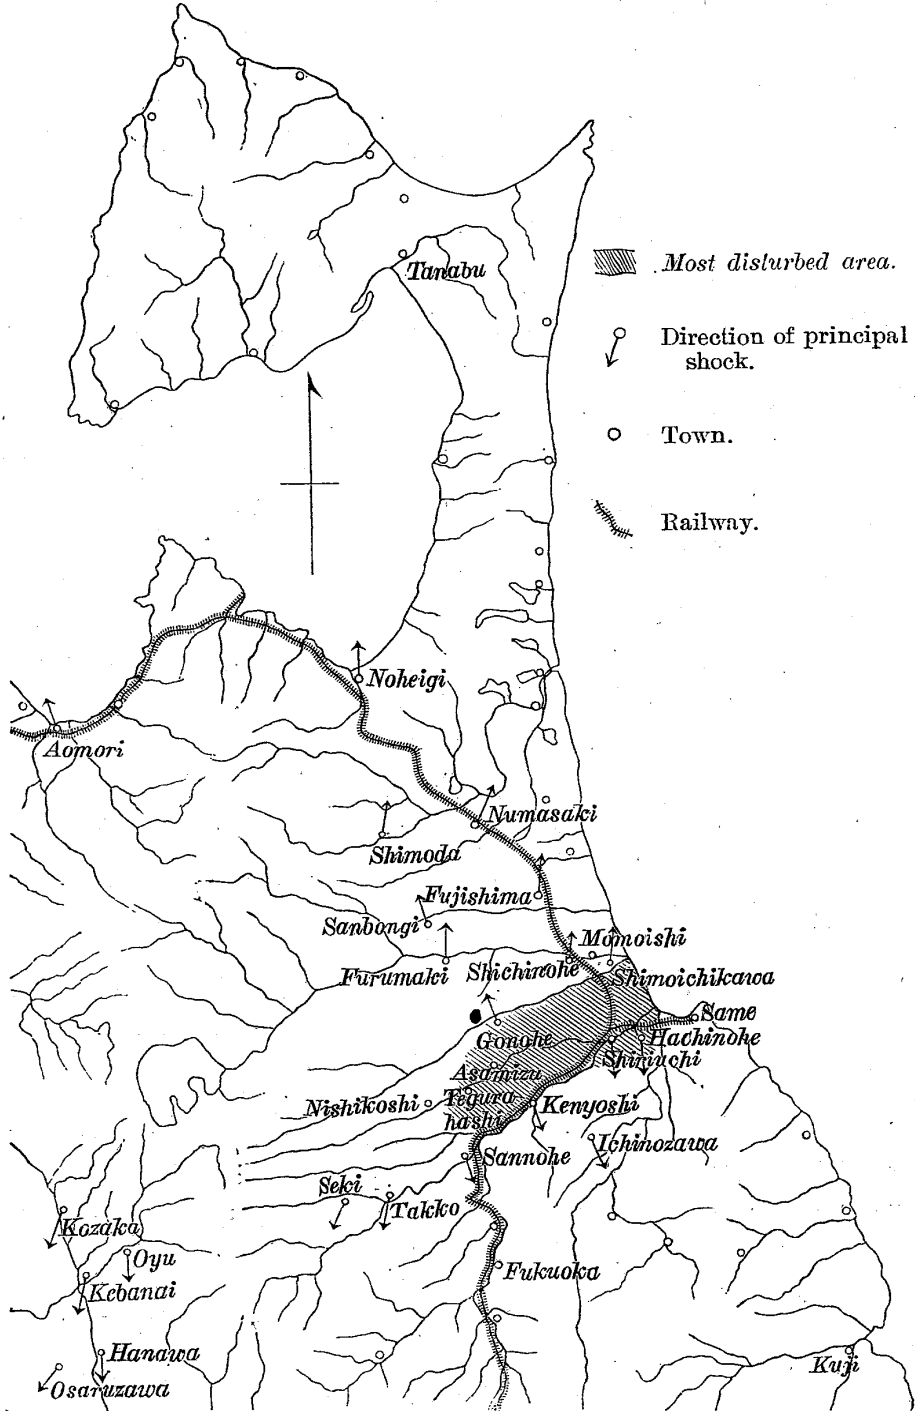 Tanabu
Most disturbed area.
Direction of principal
shock.
Town.
Railway.
Noheigi
Aomori
Numasaki
Shimoda
Fujishima
Sanbongi
Momoishi
Furumaki
Shichinohe
Shimoichikawa
Same
Gonohe
Hachinohe
Shiriuchi
Asamizu
Nishikoshi
Tegura
hashi
Kenyoshi
Ichinozawa
Sannohe
Seki
Takko
Kozaka
Oyu
Fukuoka
Kebanai
Hanawa
Kuji
Osaruzawa